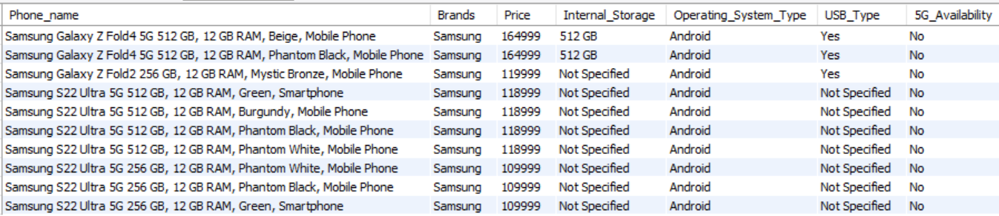 Phone_name Brands Price Internal_Storage Operating_System_Type USB_Type 5G_Availability
Samsung Galaxy Z Fold4 5G 512 GB, 12 GB RAM, Beige, Mobile Phone Samsung 164999 512 GB Android Yes No
Samsung Galaxy Z Fold4 5G 512 GB, 12 GB RAM, Phantom Black, Mobile Phone Samsung 164999 512 GB Android Yes No
Samsung Galaxy Z Fold2 256 GB, 12 GB RAM, Mystic Bronze, Mobile Phone Samsung 119999 Not Specified Android Yes No
Samsung S22 Ultra 5G 512 GB, 12 GB RAM, Green, Smartphone Samsung 118999 Not Specified Android Not Specified No
Samsung S22 Ultra 5G 512 GB, 12 GB RAM, Burgundy, Mobile Phone Samsung 118999 Not Specified Android Not Specified No
Samsung S22 Ultra 5G 512 GB, 12 GB RAM, Phantom Black, Mobile Phone Samsung 118999 Not Specified Android Not Specified No
Samsung S22 Ultra 5G 512 GB, 12 GB RAM, Phantom White, Mobile Phone Samsung 118999 Not Specified Android Not Specified No
Samsung S22 Ultra 5G 256 GB, 12 GB RAM, Phantom White, Mobile Phone Samsung 109999 Not Specified Android Not Specified No
Samsung S22 Ultra 5G 256 GB, 12 GB RAM, Phantom Black, Mobile Phone Samsung 109999 Not Specified Android Not Specified No
Samsung S22 Ultra 5G 256 GB, 12 GB RAM, Green, Smartphone Samsung 109999 Not Specified Android Not Specified No